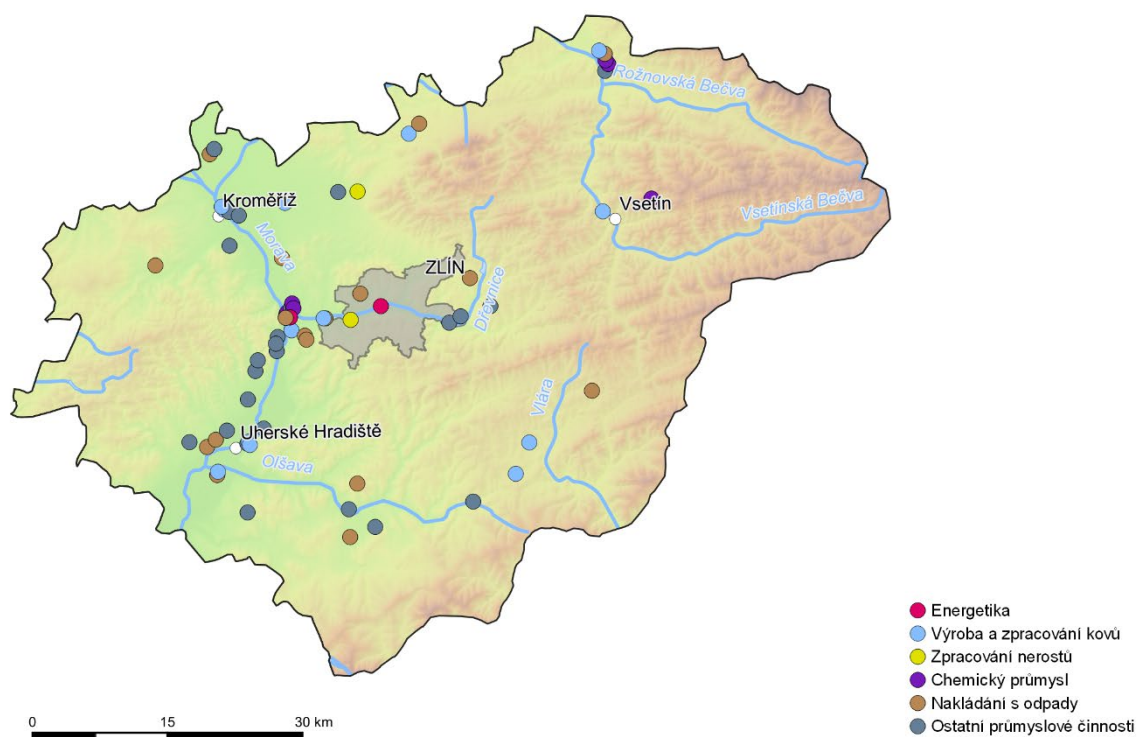 Rožnovská Bečva
Kroměříž
Vsetín
Vsetínská Bečva
Morava
ZLÍN
Dřevnice
Vlára
Uherské Hradiště
Olšava
Energetika
Výroba a zpracování kovů
Zpracování nerostů
Chemický průmysl
Nakládání s odpady
Ostatní průmyslové činnosti
0 15 30 km